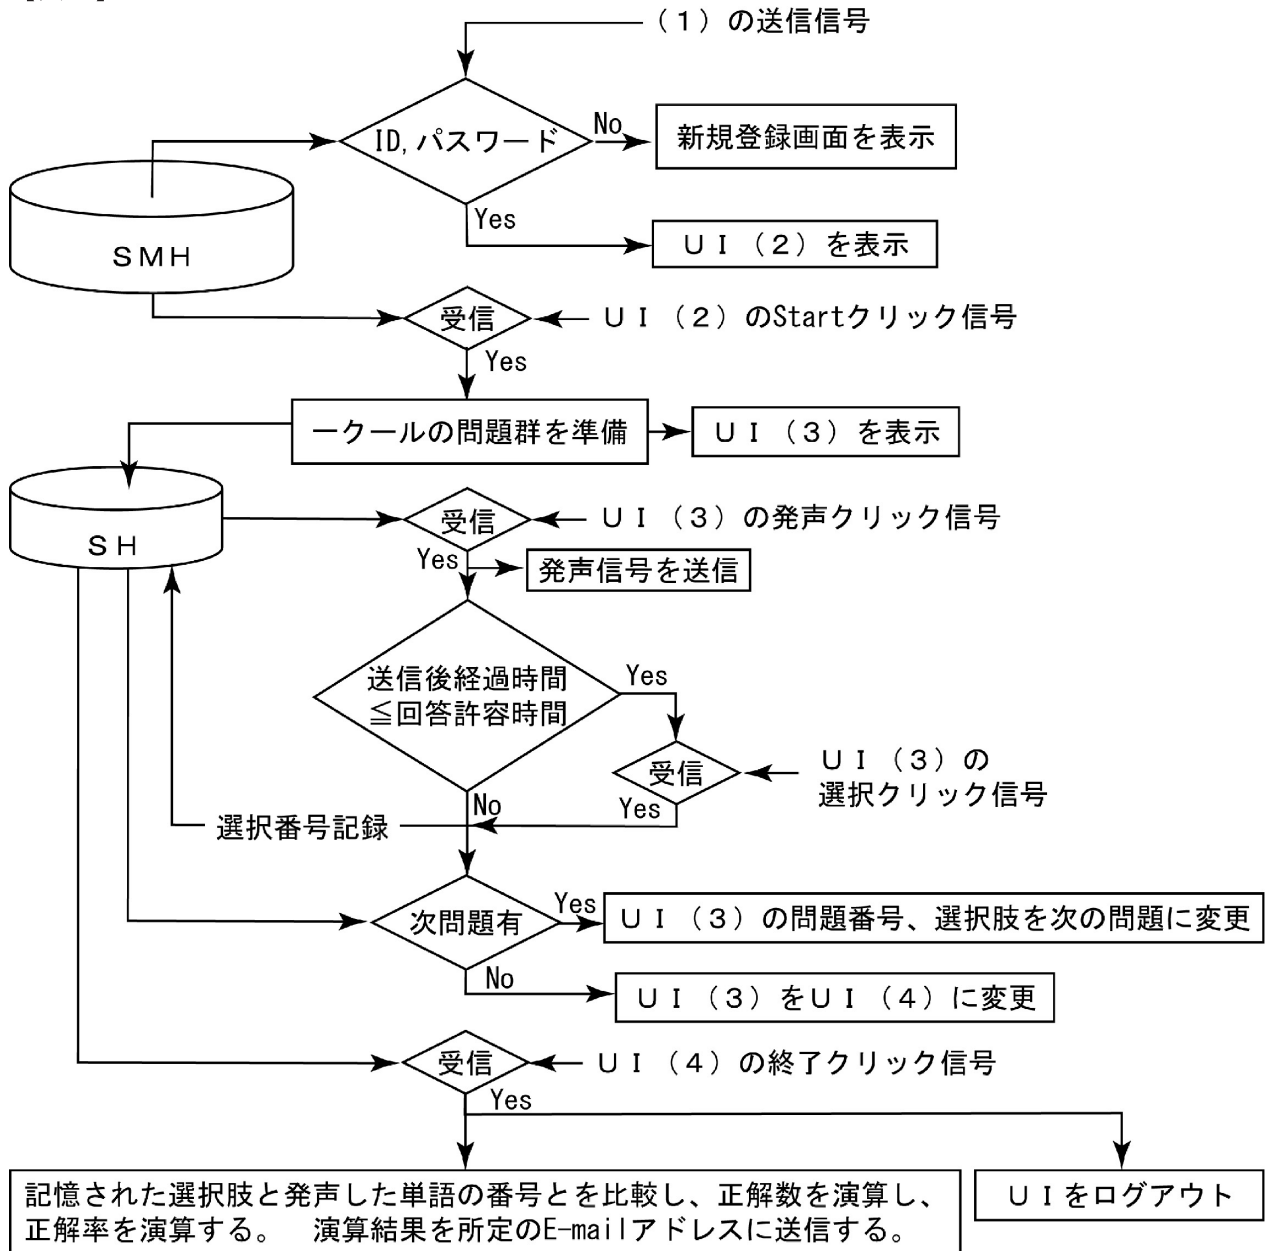 (1)の送信信号
ID,パスワード
No
新規登録画面を表示
Yes
UI(2)を表示
SMH
受信
UI(2)のStartクリック信号
Yes
一クールの問題群を準備
UI(3)を表示
SH
受信
UI(3)の発声クリック信号
Yes
発声信号を送信
送信後経過時間
≦回答許容時間
Yes
受信
UI(3)の
選択クリック信号
No
Yes
選択番号記録
次問題有
Yes
UI(3)の問題番号、選択肢を次の問題に変更
No
UI(3)をUI(4)に変更
受信
UI(4)の終了クリック信号
Yes
記憶された選択肢と発声した単語の番号とを比較し、正解数を演算し、
正解率を演算する。 演算結果を所定のE-mailアドレスに送信する。
UIをログアウト